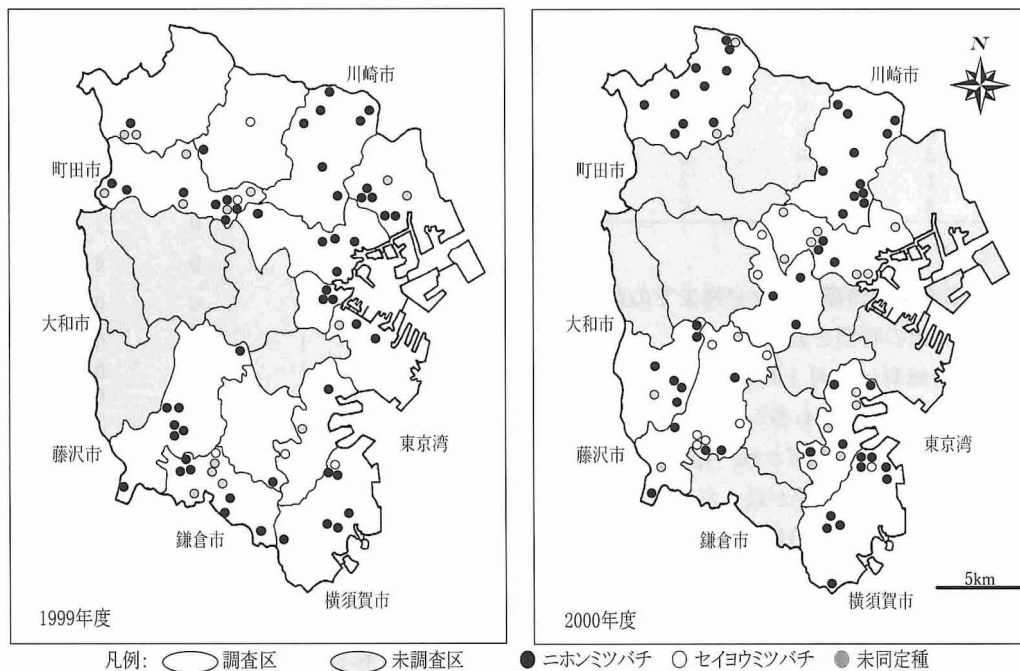 川崎市
町田市
大和市
藤沢市
東京湾
鎌倉市
横須賀市
1999年度
N
川崎市
町田市
大和市
藤沢市
東京湾
鎌倉市
横須賀市
5km
2000年度
凡例: 調査区 未調査区 ニホンミツバチ セイヨウミツバチ 未同定種